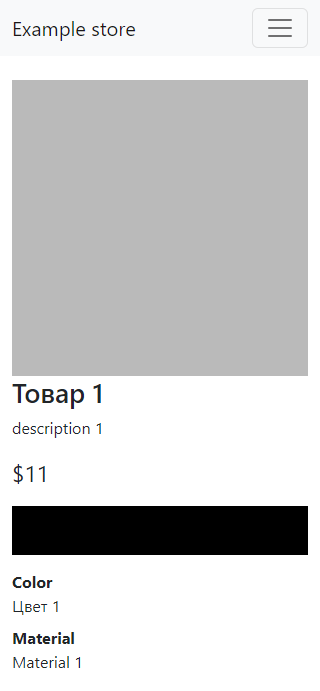 Example store
Товар 1
description 1
$11
Color
Цвет 1
Material
Material 1